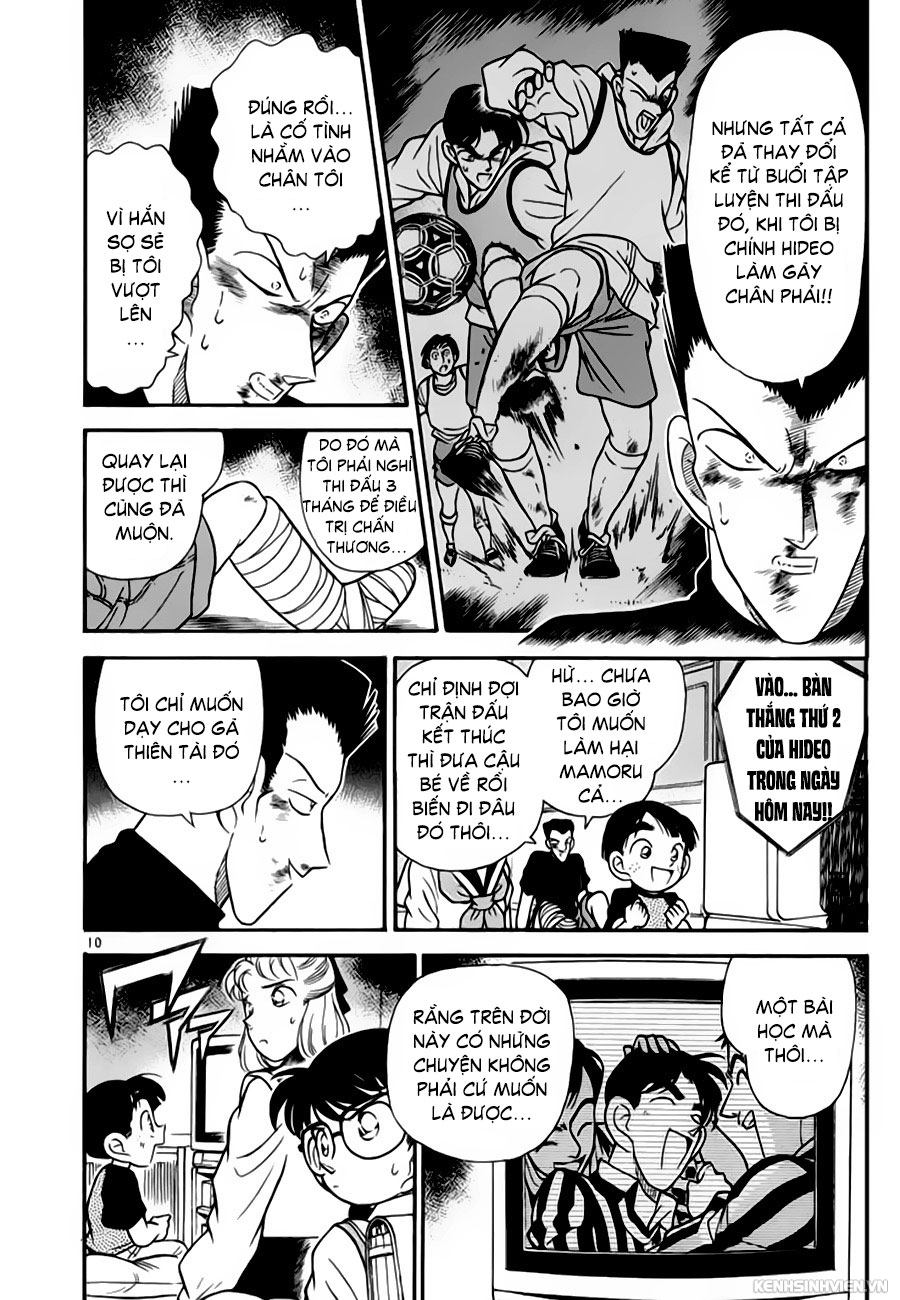 NHƯNG TẤT CẢ
ĐÃ THAY ĐỔI
KỂ TỪ BUỔI TẬP
LUYỆN THI ĐẤU
ĐÓ, KHI TÔI BỊ
CHÍNH HIDEO
LÀM GÃY
CHÂN PHẢI!!
ĐÚNG RỒI...
LÀ CỐ TÌNH
NHẰM VÀO
CHÂN TÔI
...
VÌ HẮN
SỢ SẼ
BỊ TÔI
VƯỢT
LÊN
...
DO ĐÓ MÀ
TÔI PHẢI NGHỈ
THI ĐẤU 3
THÁNG ĐỂ ĐIỀU
TRỊ CHẤN
THƯƠNG...
QUAY LẠI
ĐƯỢC THÌ
CŨNG ĐÃ
MUỘN.
VÀO... BÀN
THẮNG THỨ 2
CỦA HIDEO
TRONG NGÀY
HÔM NAY!!
HỪ... CHƯA
BAO GIỜ
TÔI MUỐN
LÀM HẠI
MAMORU
CẢ...
CHỈ ĐỊNH ĐỢI
TRẬN ĐẤU
KẾT THÚC
THÌ ĐƯA CẬU
BÉ VỀ RỒI
BIẾN ĐI ĐÂU
ĐÓ THÔI...
TÔI CHỈ MUỐN
DẠY CHO GÃ
THIÊN TÀI ĐÓ
...
10
MỘT BÀI
HỌC MÀ
THÔI...
RẰNG TRÊN ĐỜI
NÀY CÓ NHỮNG
CHUYỆN KHÔNG
PHẢI CỨ MUỐN
LÀ ĐƯỢC...
KENHSINHVIEN.VN